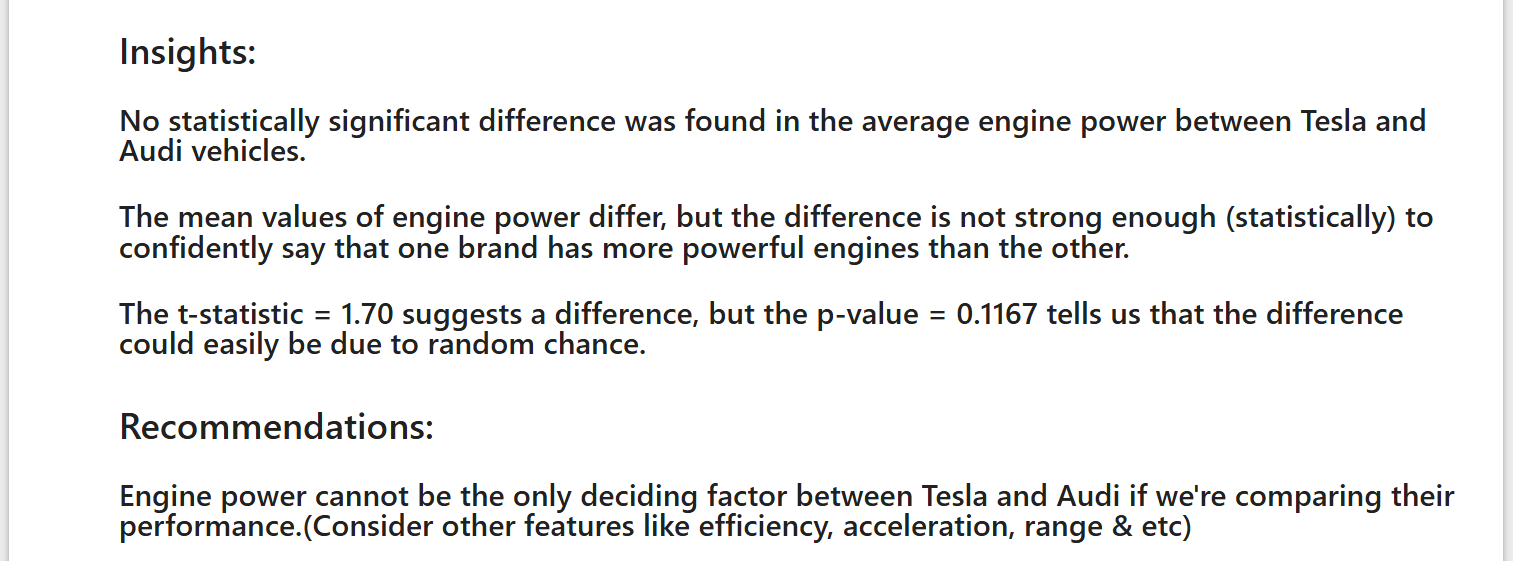 Insights:
No statistically significant difference was found in the average engine power between Tesla and
Audi vehicles.
The mean values of engine power differ, but the difference is not strong enough (statistically) to
confidently say that one brand has more powerful engines than the other.
The t-statistic = 1.70 suggests a difference, but the p-value = 0.1167 tells us that the difference
could easily be due to random chance.
Recommendations:
Engine power cannot be the only deciding factor between Tesla and Audi if we're comparing their
performance.(Consider other features like efficiency, acceleration, range & etc)